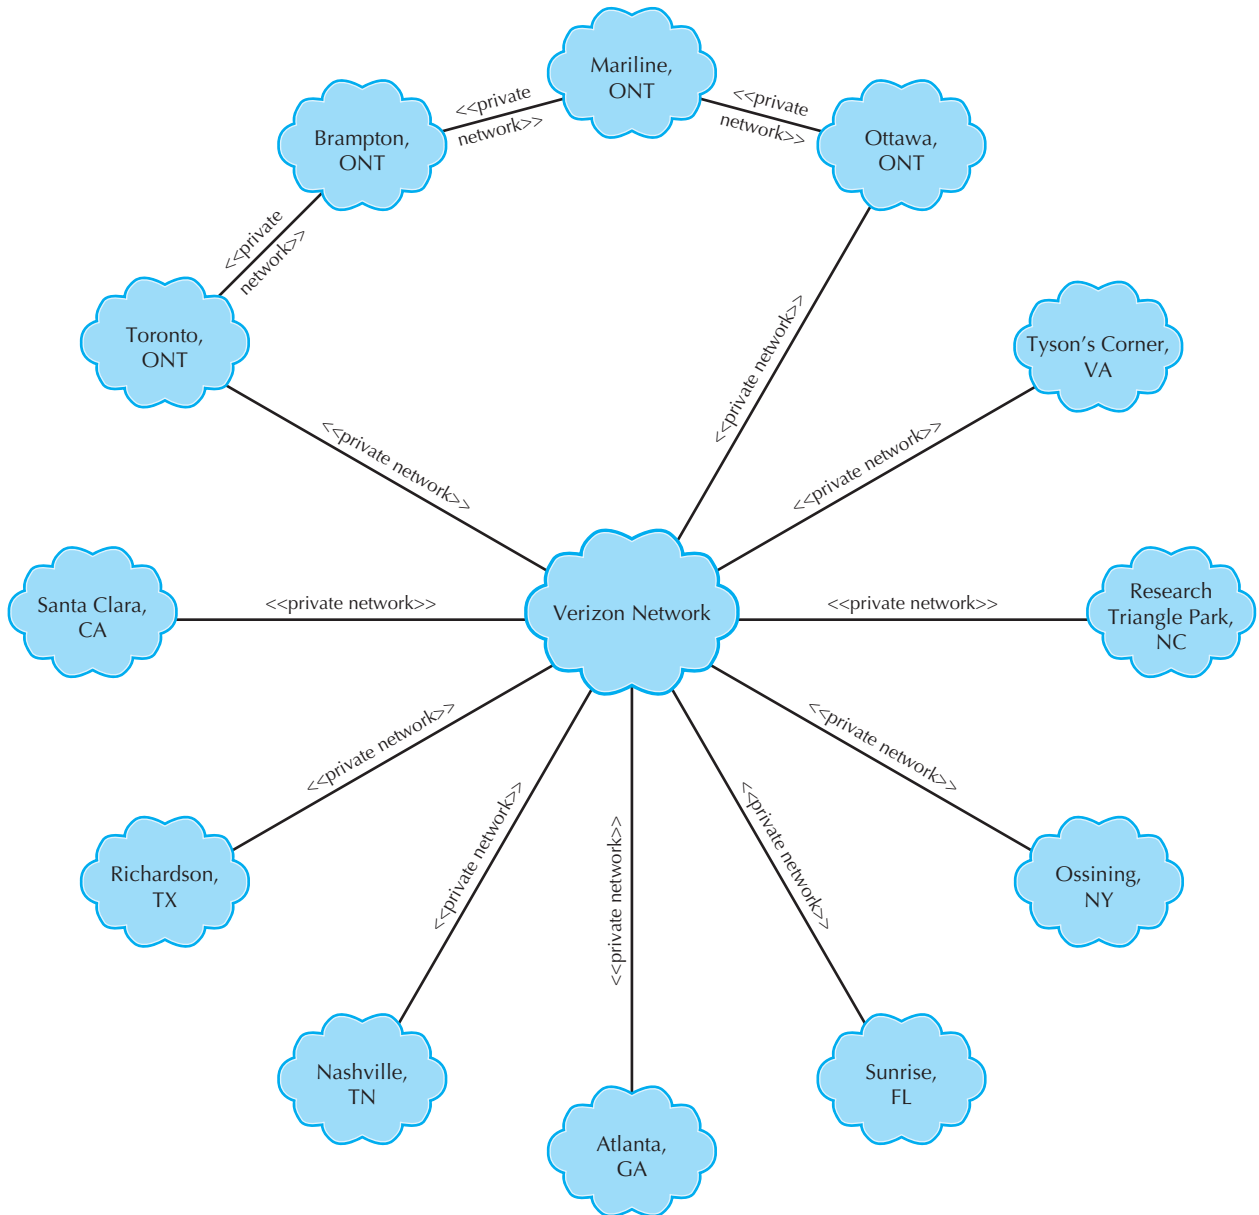 Mariline,
ONT
<<private
network>>
<<private
network>>
Brampton,
ONT
Ottawa,
ONT
<<private
network>>
Toronto,
ONT
<<private network>>
Tyson's Corner,
VA
<<private network>>
<<private network>>
Santa Clara,
CA
<<private network>>
Verizon Network
<<private network>>
Research
Triangle Park,
NC
<<private network>>
<<private network>>
<<private network>>
<<private network>>
<<private network>>
Richardson,
TX
Ossining,
NY
Nashville,
TN
Sunrise,
FL
Atlanta,
GA